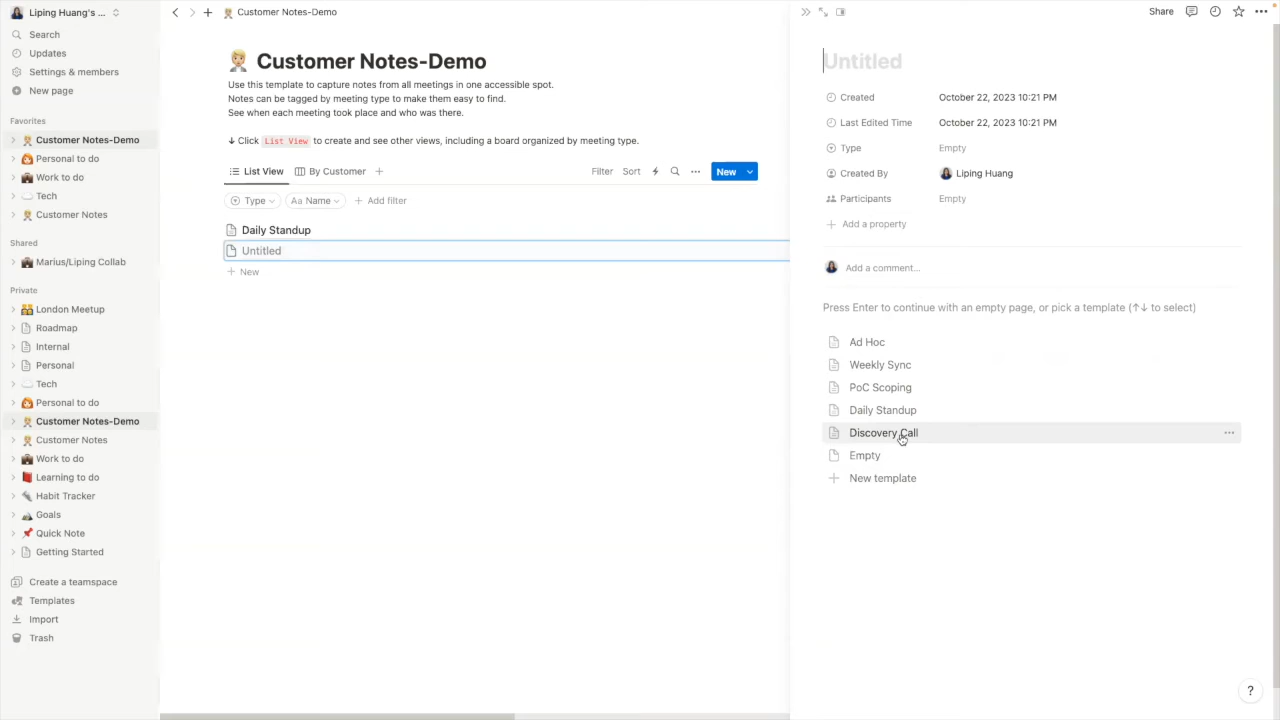 Liping Huang's ...
Search
Updates
Settings & members
New page
Favorites
Customer Notes-Demo
Personal to do
Work to do
Tech
Customer Notes
Shared
Marius/Liping Collab
Private
London Meetup
Roadmap
Internal
Personal
Tech
Personal to do
Customer Notes-Demo
Customer Notes
Work to do
Learning to do
Habit Tracker
Goals
Quick Note
Getting Started
Create a teamspace
Templates
Import
Trash
Customer Notes-Demo
Customer Notes-Demo
Use this template to capture notes from all meetings in one accessible spot.
Notes can be tagged by meeting type to make them easy to find.
See when each meeting took place and who was there.
↓ Click List View to create and see other views, including a board organized by meeting type.
List View By Customer + Filter Sort New
Type Aa Name + Add filter
Daily Standup
Untitled
+ New
Share
Untitled
Created October 22, 2023 10:21 PM
Last Edited Time October 22, 2023 10:21 PM
Type Empty
Created By Liping Huang
Participants Empty
+ Add a property
Add a comment...
Press Enter to continue with an empty page, or pick a template (↑↓ to select)
Ad Hoc
Weekly Sync
PoC Scoping
Daily Standup
Discovery Call
Empty
+ New template
?